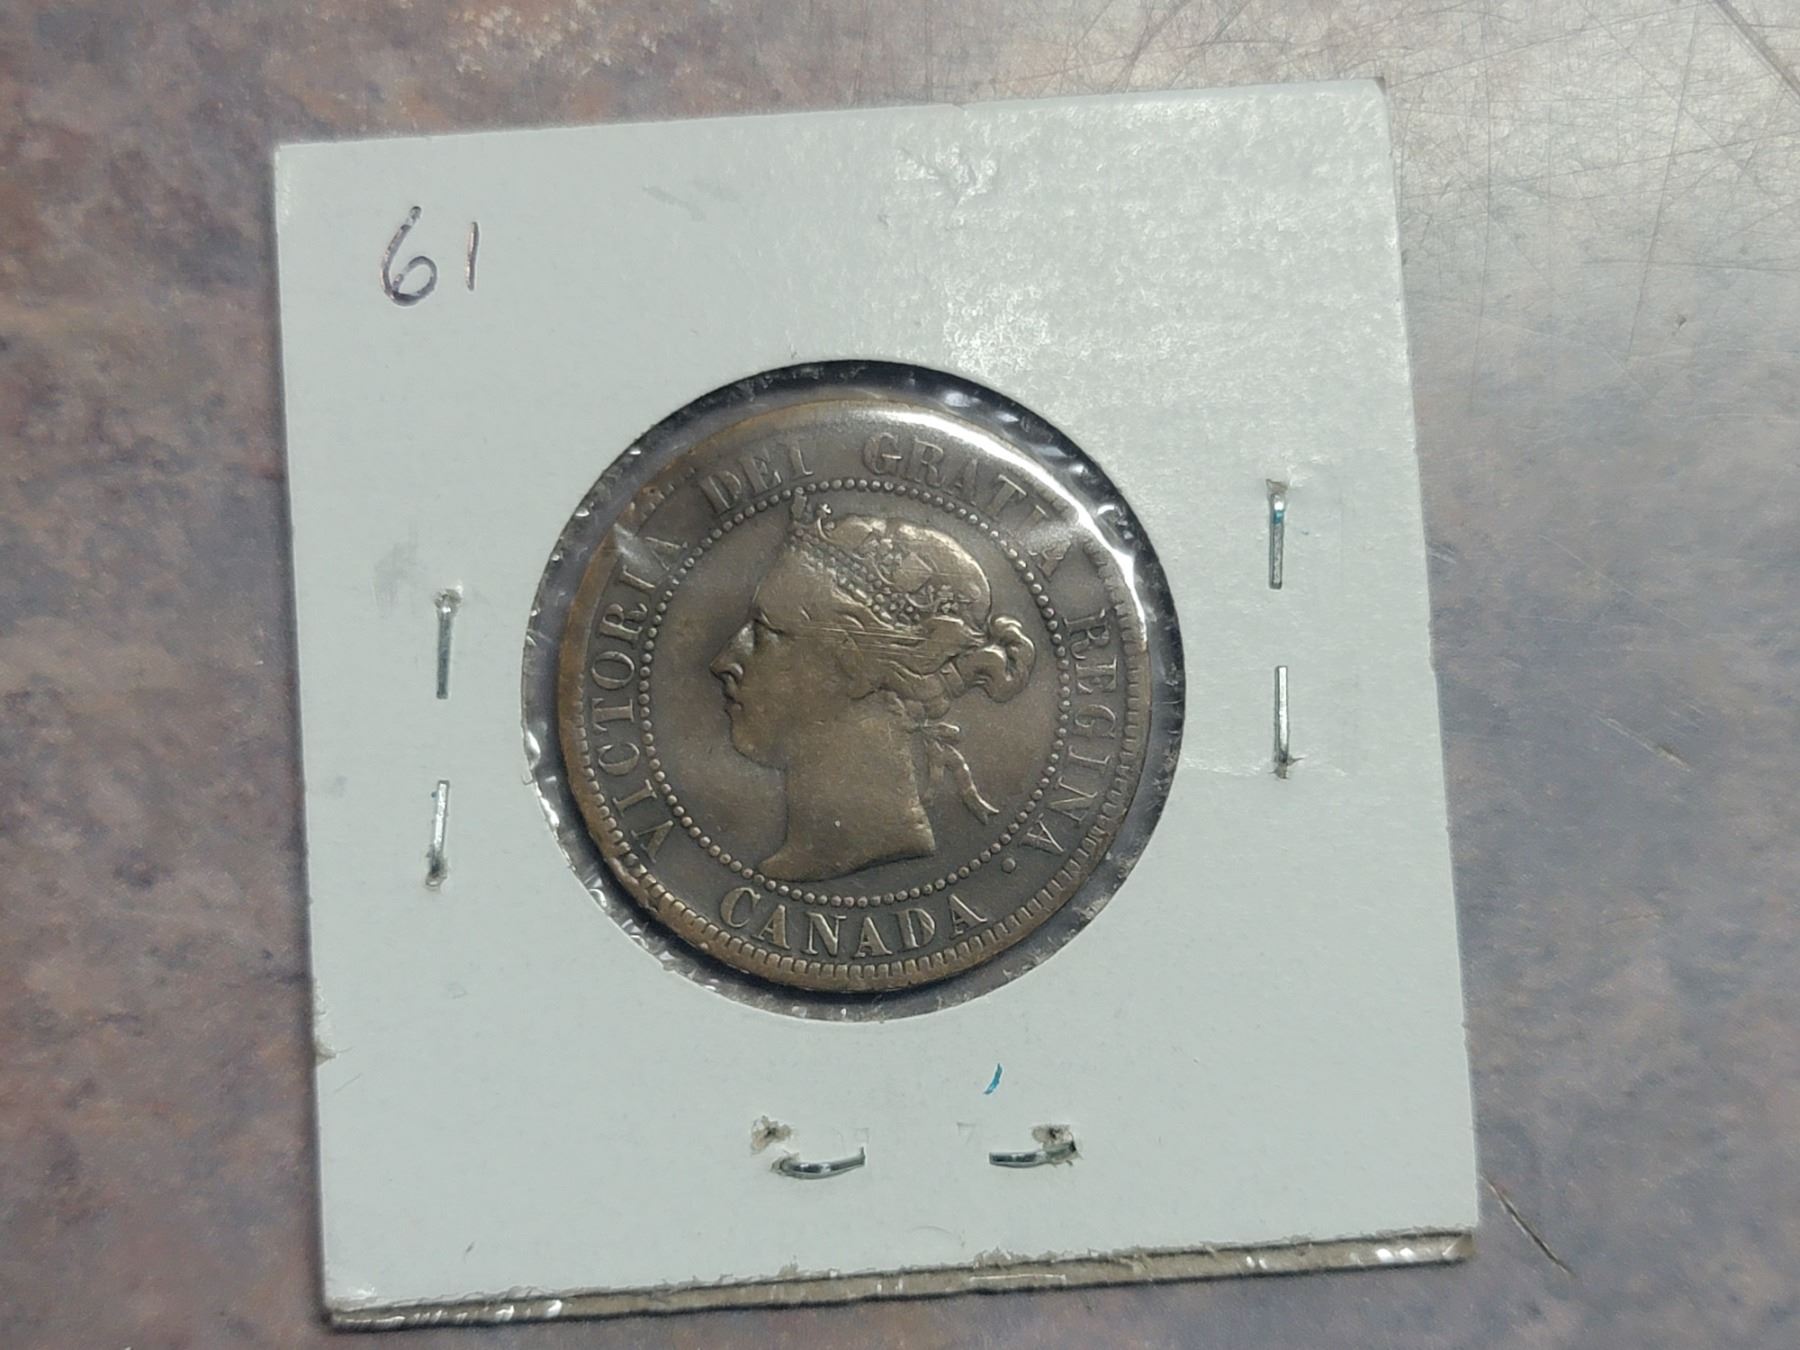 61
VICTORIA DEI GRATIA REGINA.
CANADA